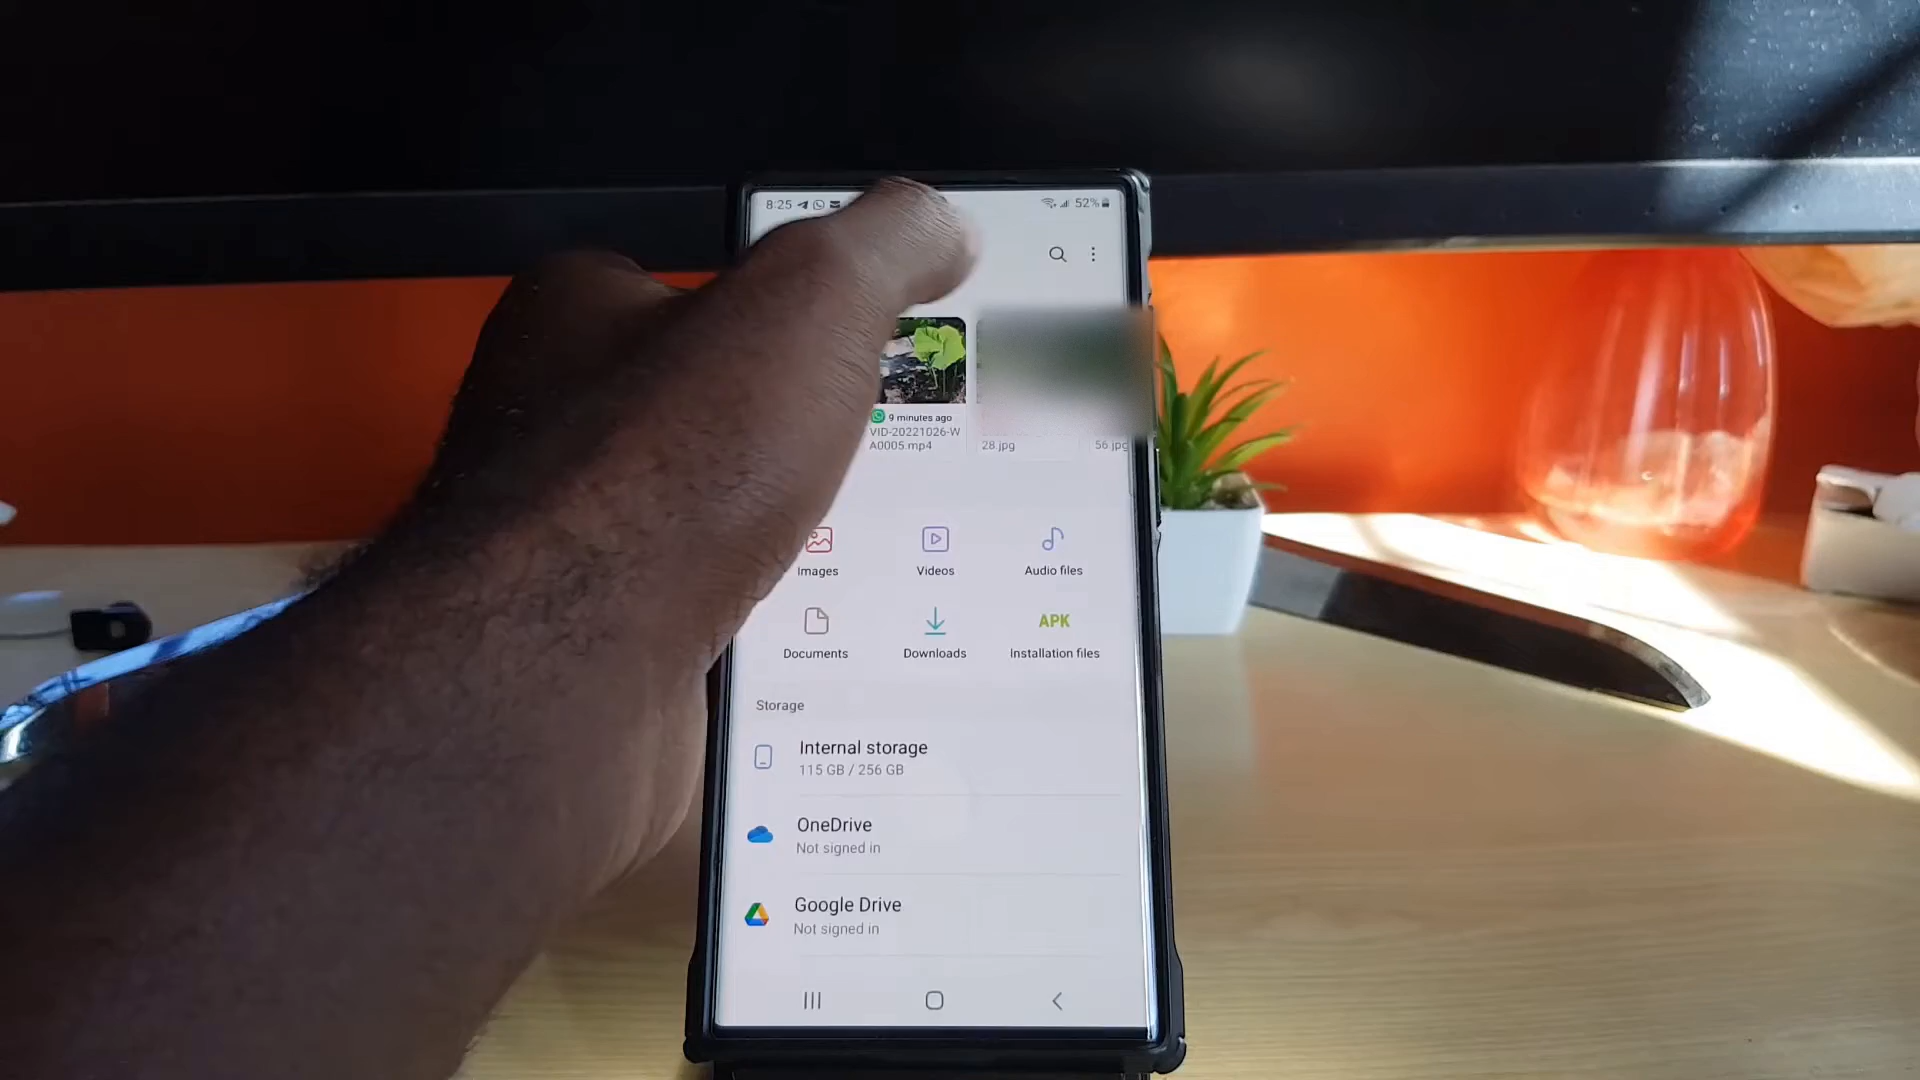 8:25
52%
9 minutes ago
VID-20221026-W
A0005.mp4
28.jpg
56.jpg
Images
Videos
Audio files
APK
Documents
Downloads
Installation files
Storage
Internal storage
115 GB / 256 GB
OneDrive
Not signed in
Google Drive
Not signed in